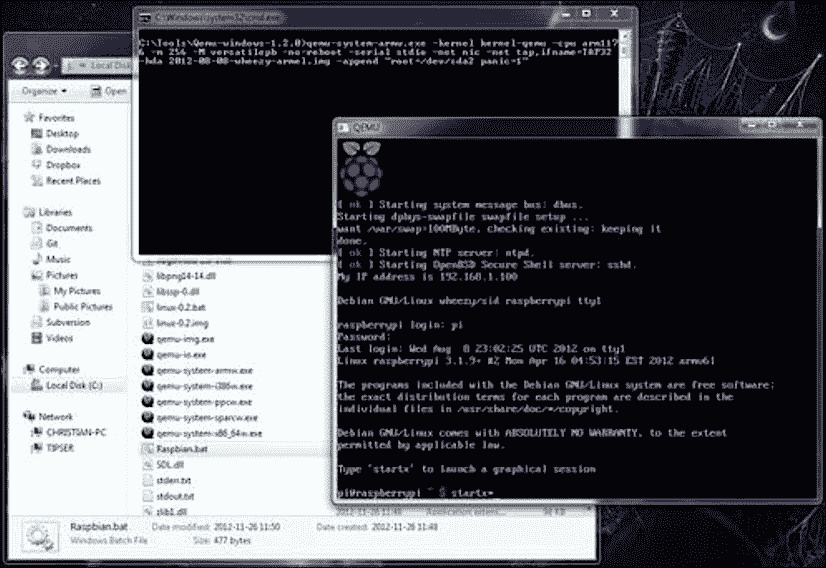 C:\Windows\system32\cmd.exe
C:\Tools\Qemu-windows-1.2.0>qemu-system-armw.exe -kernel kernel-qemu -cpu arm117
6 -m 256 -M versatilepb -no-reboot -serial stdio -net nic -net tap,ifname=TAP32
-hda 2012-08-08-wheezy-armel.img -append "root=/dev/sda2 panic=1"
Local Disk
Organize
Open
Favorites
Desktop
Downloads
Dropbox
Recent Places
Libraries
Documents
Git
Music
Pictures
My Pictures
Public Pictures
Subversion
Videos
Computer
Local Disk (C:)
Network
CHRISTIAN-PC
TIPSER
libpng14-14.dll
libssp-0.dll
linux-0.2.bat
linux-0.2.img
qemu-img.exe
qemu-io.exe
qemu-system-armw.exe
qemu-system-i386w.exe
qemu-system-ppcw.exe
qemu-system-sparcw.exe
qemu-system-x86_64w.exe
Raspbian.bat
SDL.dll
stderr.txt
stdout.txt
zlib1.dll
Application exten...
Raspbian.bat
Date modified: 2012-11-26 11:50
Date created: 2012-11-26 11:48
Windows Batch File
Size: 477 bytes
QEMU
[ ok ] Starting system message bus: dbus.
Starting dphys-swapfile swapfile setup ...
want /var/swap=100MByte, checking existing: keeping it
done.
[ ok ] Starting NTP server: ntpd.
[ ok ] Starting OpenBSD Secure Shell server: sshd.
My IP address is 192.168.1.100
Debian GNU/Linux wheezy/sid raspberrypi tty1
raspberrypi login: pi
Password:
Last login: Wed Aug 8 23:02:25 UTC 2012 on tty1
Linux raspberrypi 3.1.9+ #2 Mon Apr 16 04:53:15 EST 2012 armv6l
The programs included with the Debian GNU/Linux system are free software;
the exact distribution terms for each program are described in the
individual files in /usr/share/doc/*/copyright.
Debian GNU/Linux comes with ABSOLUTELY NO WARRANTY, to the extent
permitted by applicable law.
Type 'startx' to launch a graphical session
pi@raspberrypi ~ $ startx